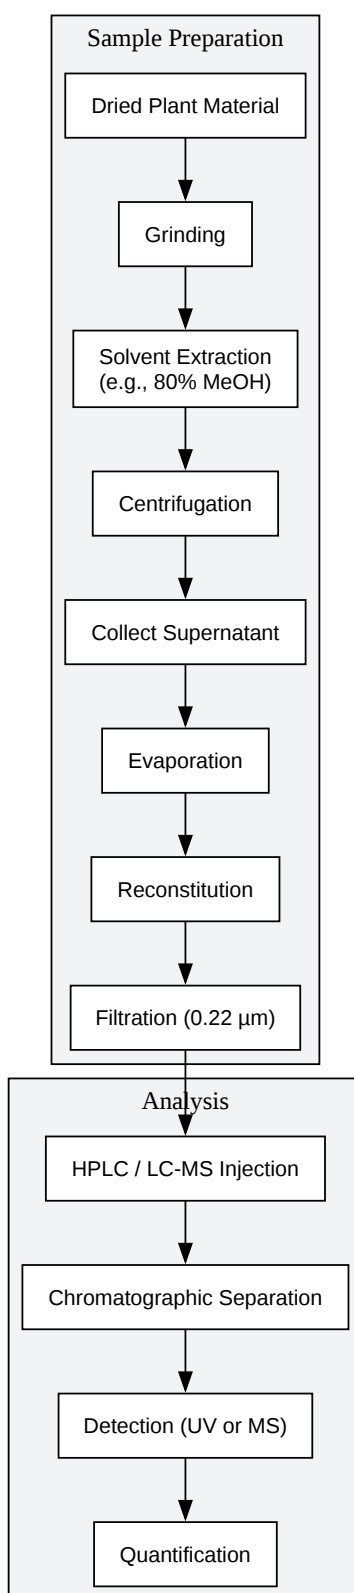 Sample Preparation
Dried Plant Material
Grinding
Solvent Extraction
(e.g., 80% MeOH)
Centrifugation
Collect Supernatant
Evaporation
Reconstitution
Filtration (0.22 µm)
Analysis
HPLC / LC-MS Injection
Chromatographic Separation
Detection (UV or MS)
Quantification